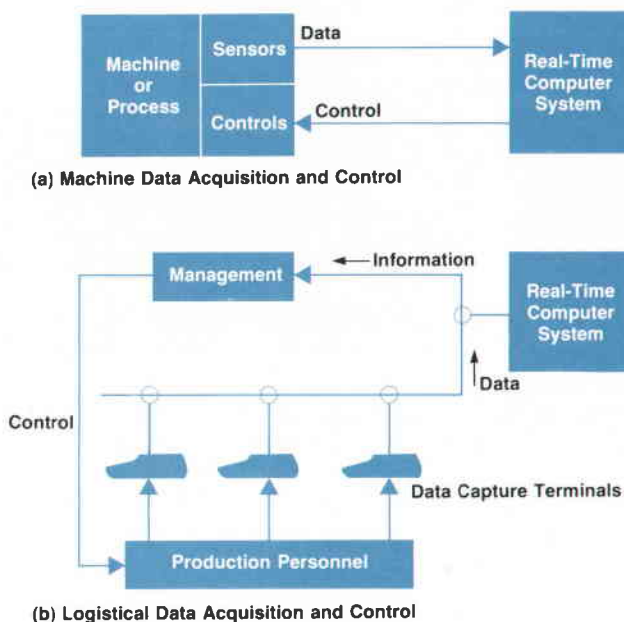 Machine
or
Process
Sensors
Controls
Data
Control
Real-Time
Computer
System
(a) Machine Data Acquisition and Control
Management
Information
Real-Time
Computer
System
Data
Control
Data Capture Terminals
Production Personnel
(b) Logistical Data Acquisition and Control